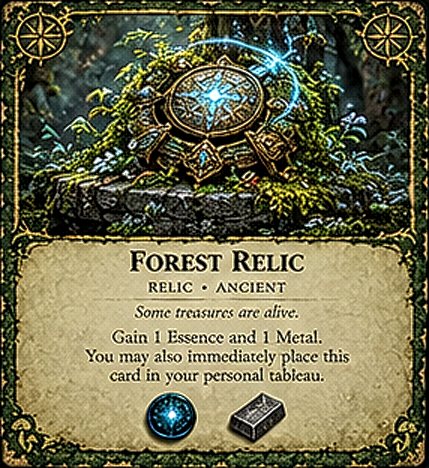 FOREST RELIC
RELIC • ANCIENT
Some treasures are alive.
Gain 1 Essence and 1 Metal.
You may also immediately place this
card in your personal tableau.